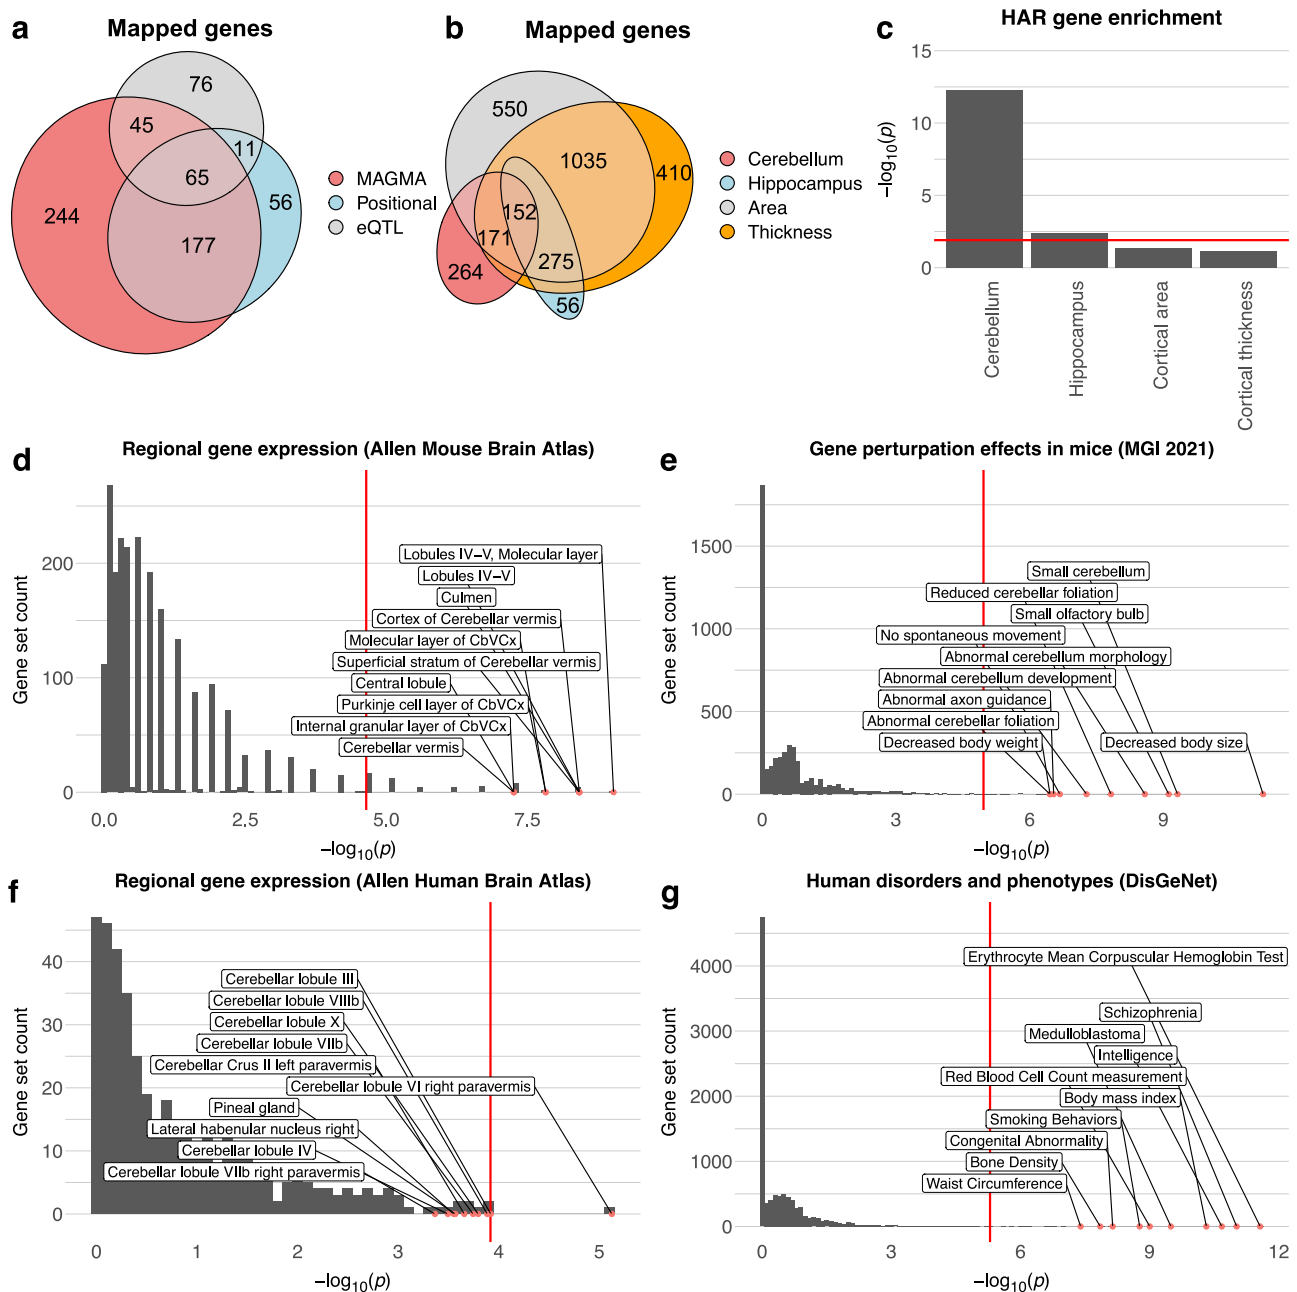 a
Mapped genes
76
45
11
65
56
244
177
MAGMA
Positional
eQTL
b
Mapped genes
550
1035
410
152
171
275
264
56
Cerebellum
Hippocampus
Area
Thickness
c
HAR gene enrichment
15
10
5
0
−log10(p)
Cerebellum
Hippocampus
Cortical area
Cortical thickness
d
Regional gene expression (Allen Mouse Brain Atlas)
Gene set count
200
100
0
Lobules IV−V, Molecular layer
Lobules IV−V
Culmen
Cortex of Cerebellar vermis
Molecular layer of CbVCx
Superficial stratum of Cerebellar vermis
Central lobule
Purkinje cell layer of CbVCx
Internal granular layer of CbVCx
Cerebellar vermis
0.0 2.5 5.0 7.5
−log10(p)
e
Gene perturpation effects in mice (MGI 2021)
Gene set count
1500
1000
500
0
Small cerebellum
Reduced cerebellar foliation
Small olfactory bulb
No spontaneous movement
Abnormal cerebellum morphology
Abnormal cerebellum development
Abnormal axon guidance
Abnormal cerebellar foliation
Decreased body weight
Decreased body size
0 3 6 9
−log10(p)
f
Regional gene expression (Allen Human Brain Atlas)
Gene set count
40
30
20
10
0
Cerebellar lobule III
Cerebellar lobule VIIIb
Cerebellar lobule X
Cerebellar lobule VIIb
Cerebellar Crus II left paravermis
Cerebellar lobule VI right paravermis
Pineal gland
Lateral habenular nucleus right
Cerebellar lobule IV
Cerebellar lobule VIIb right paravermis
0 1 2 3 4 5
−log10(p)
g
Human disorders and phenotypes (DisGeNet)
Gene set count
4000
3000
2000
1000
0
Erythrocyte Mean Corpuscular Hemoglobin Test
Schizophrenia
Medulloblastoma
Intelligence
Red Blood Cell Count measurement
Body mass index
Smoking Behaviors
Congenital Abnormality
Bone Density
Waist Circumference
0 3 6 9 12
−log10(p)